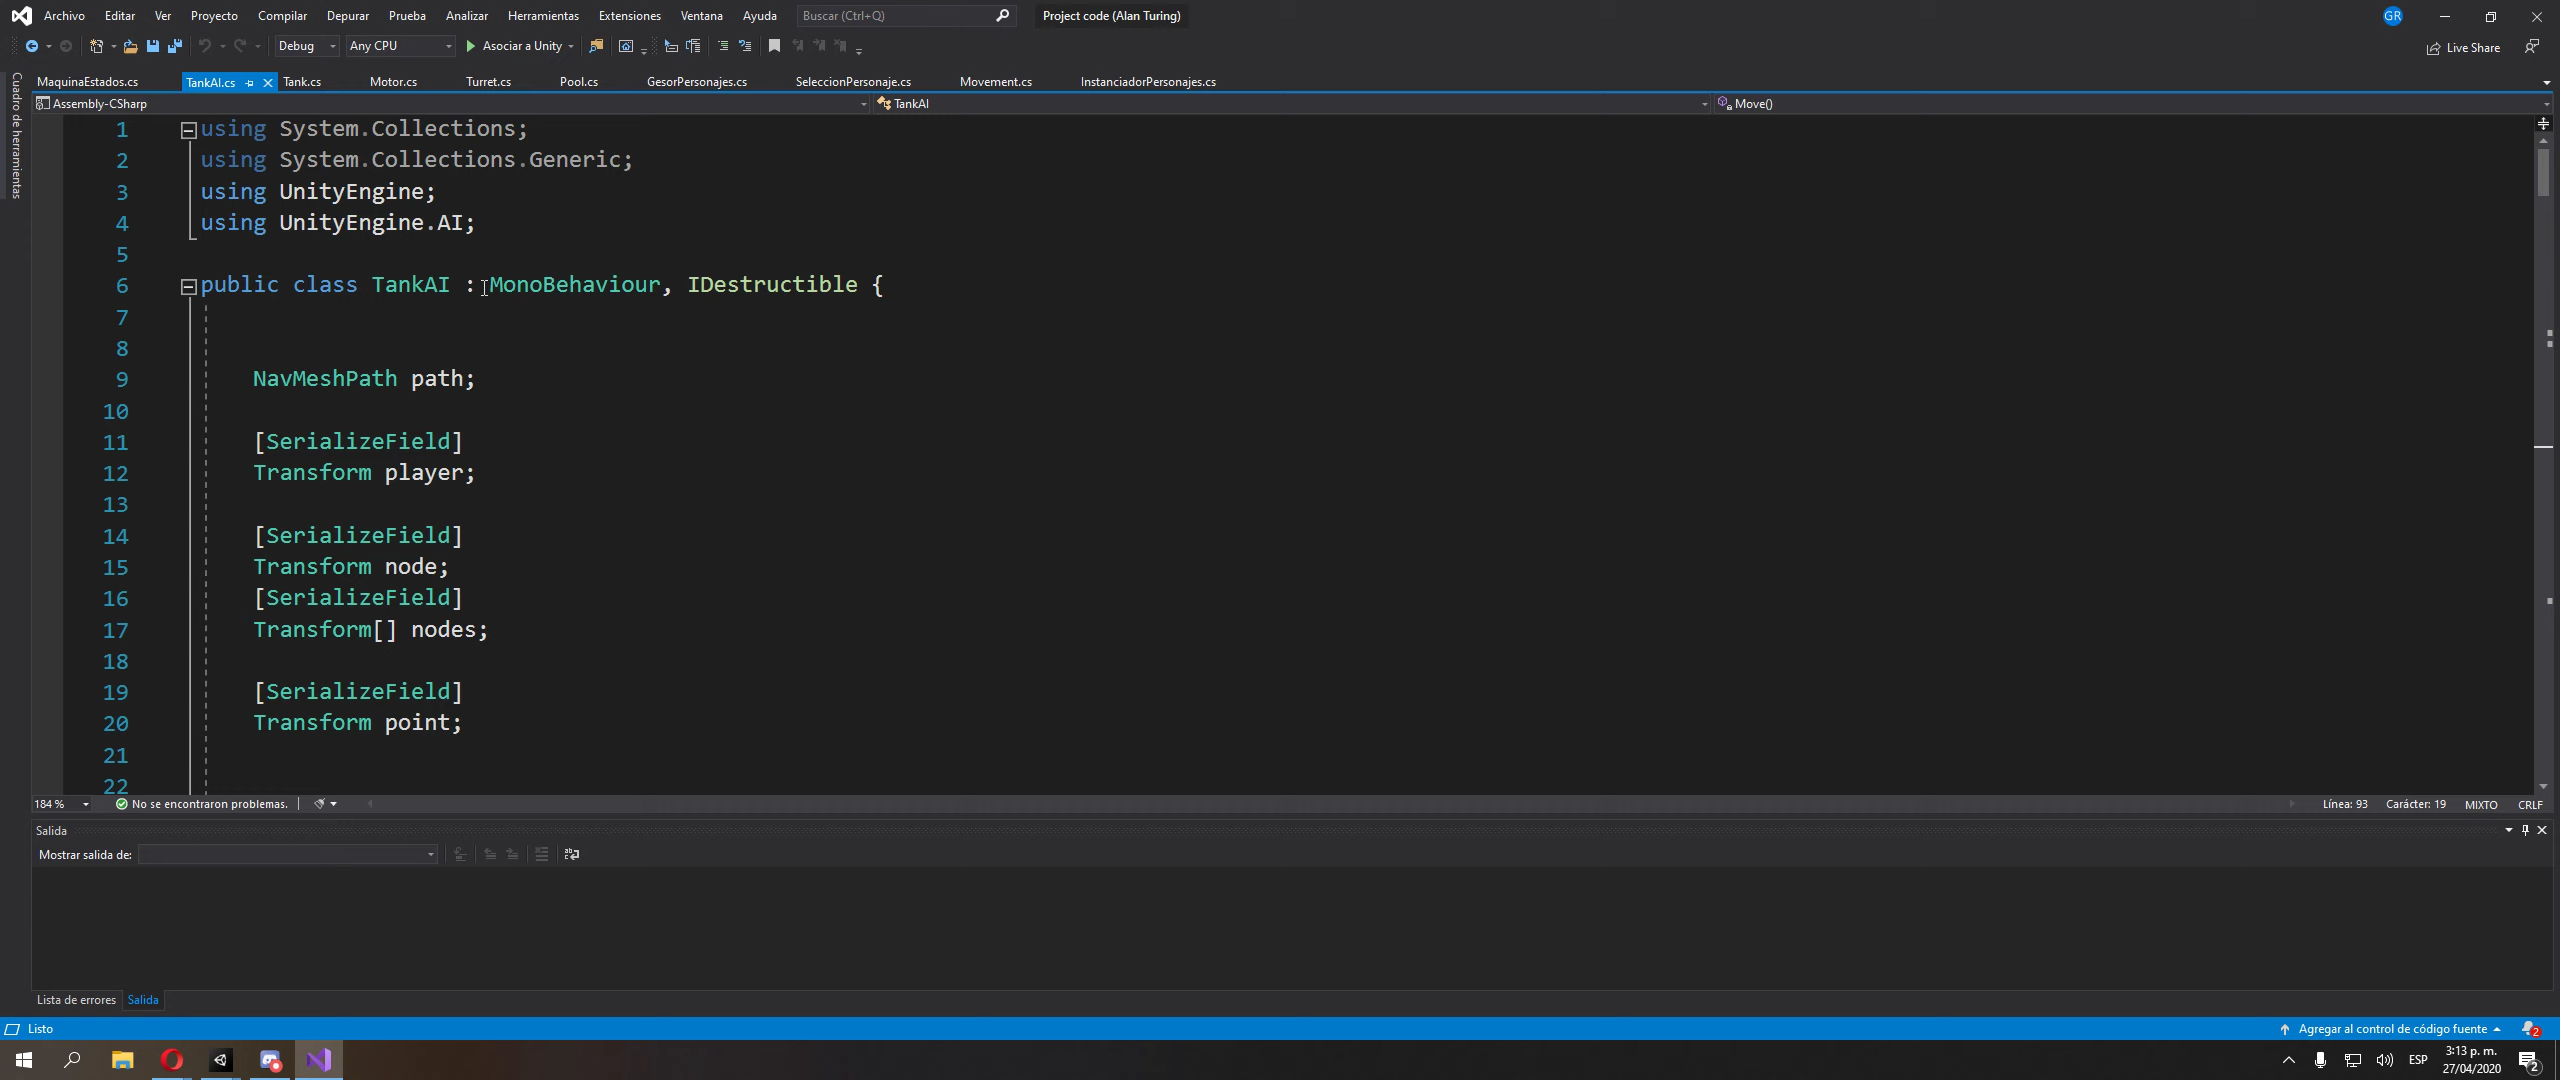 Archivo Editar Ver Proyecto Compilar Depurar Prueba Analizar Herramientas Extensiones Ventana Ayuda Buscar (Ctrl+Q) Project code (Alan Turing) GR
Debug Any CPU Asociar a Unity Live Share
Cuadro de herramientas
MaquinaEstados.cs TankAI.cs Tank.cs Motor.cs Turret.cs Pool.cs GesorPersonajes.cs SeleccionPersonaje.cs Movement.cs InstanciadorPersonajes.cs
Assembly-CSharp TankAI Move()
1 using System.Collections;
2 using System.Collections.Generic;
3 using UnityEngine;
4 using UnityEngine.AI;
5
6 public class TankAI : MonoBehaviour, IDestructible {
7
8
9 NavMeshPath path;
10
11 [SerializeField]
12 Transform player;
13
14 [SerializeField]
15 Transform node;
16 [SerializeField]
17 Transform[] nodes;
18
19 [SerializeField]
20 Transform point;
21
22
184 % No se encontraron problemas. Línea: 93 Carácter: 19 MIXTO CRLF
Salida
Mostrar salida de:
Lista de errores Salida
Listo Agregar al control de código fuente 2
ESP 3:13 p. m. 2
27/04/2020